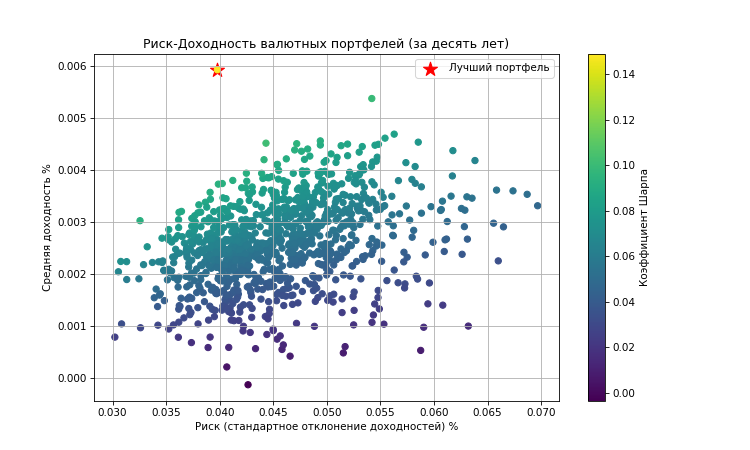 Риск-Доходность валютных портфелей (за десять лет)
Лучший портфель
0.006
0.005
0.004
0.003
0.002
0.001
0.000
Средняя доходность %
0.030 0.035 0.040 0.045 0.050 0.055 0.060 0.065 0.070
Риск (стандартное отклонение доходностей) %
0.14
0.12
0.10
0.08
0.06
0.04
0.02
0.00
Коэффициент Шарпа